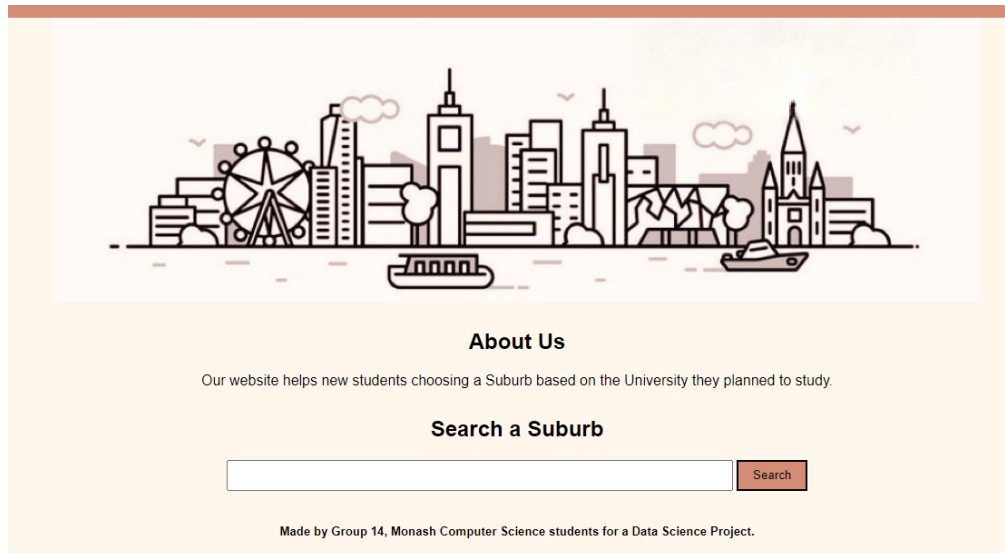 About Us
Our website helps new students choosing a Suburb based on the University they planned to study.
Search a Suburb
Search
Made by Group 14, Monash Computer Science students for a Data Science Project.